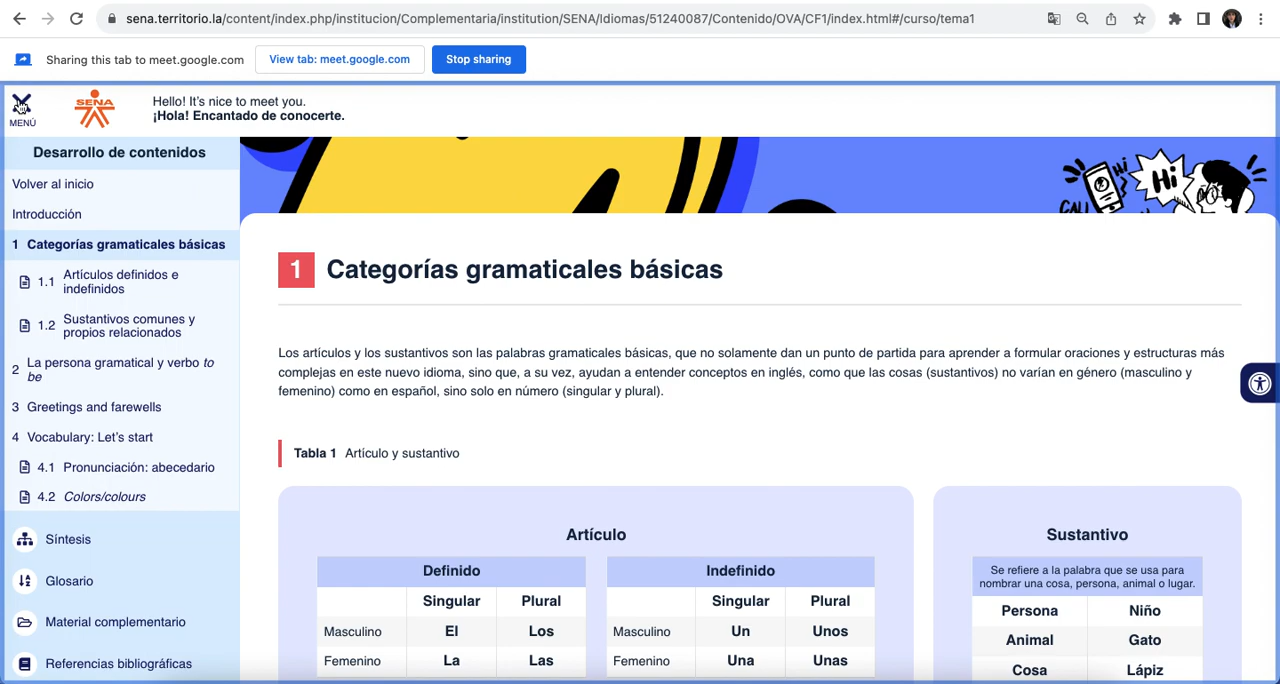 sena.territorio.la/content/index.php/institucion/Complementaria/institution/SENA/Idiomas/51240087/Contenido/OVA/CF1/index.html#/curso/tema1
Sharing this tab to meet.google.com
View tab: meet.google.com
Stop sharing
MENÚ
SENA
Hello! It's nice to meet you.
¡Hola! Encantado de conocerte.
Desarrollo de contenidos
Volver al inicio
Introducción
1 Categorías gramaticales básicas
1.1 Artículos definidos e
indefinidos
1.2 Sustantivos comunes y
propios relacionados
2 La persona gramatical y verbo to
be
3 Greetings and farewells
4 Vocabulary: Let's start
4.1 Pronunciación: abecedario
4.2 Colors/colours
Síntesis
Glosario
Material complementario
Referencias bibliográficas
Hi
Hi
CALL
1 Categorías gramaticales básicas
Los artículos y los sustantivos son las palabras gramaticales básicas, que no solamente dan un punto de partida para aprender a formular oraciones y estructuras más
complejas en este nuevo idioma, sino que, a su vez, ayudan a entender conceptos en inglés, como que las cosas (sustantivos) no varían en género (masculino y
femenino) como en español, sino solo en número (singular y plural).
Tabla 1 Artículo y sustantivo
Artículo
Definido
Singular Plural
Masculino El Los
Femenino La Las
Indefinido
Singular Plural
Masculino Un Unos
Femenino Una Unas
Sustantivo
Se refiere a la palabra que se usa para
nombrar una cosa, persona, animal o lugar.
Persona Niño
Animal Gato
Cosa Lápiz